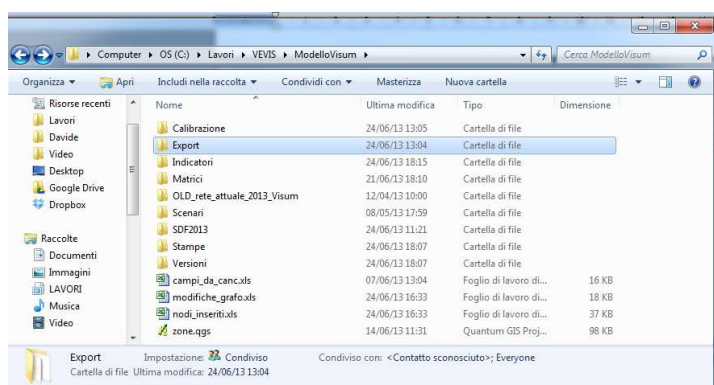 Computer ▸ OS (C:) ▸ Lavori ▸ VEVIS ▸ ModelloVisum ▸ Cerca ModelloVisum
Organizza Apri Includi nella raccolta Condividi con Masterizza Nuova cartella
Nome Ultima modifica Tipo Dimensione
Risorse recenti
Lavori
Davide
Video
Desktop
Google Drive
Dropbox
Raccolte
Documenti
Immagini
LAVORI
Musica
Video
Calibrazione 24/06/13 13:05 Cartella di file
Export 24/06/13 13:04 Cartella di file
Indicatori 24/06/13 18:15 Cartella di file
Matrici 21/06/13 18:10 Cartella di file
OLD_rete_attuale_2013_Visum 12/04/13 10:00 Cartella di file
Scenari 08/05/13 17:59 Cartella di file
SDF2013 24/06/13 11:21 Cartella di file
Stampe 24/06/13 18:07 Cartella di file
Versioni 24/06/13 18:07 Cartella di file
campi_da_canc.xls 07/06/13 13:04 Foglio di lavoro di... 16 KB
modifiche_grafo.xls 24/06/13 16:33 Foglio di lavoro di... 18 KB
nodi_inseriti.xls 24/06/13 16:33 Foglio di lavoro di... 37 KB
zone.qgs 14/06/13 11:31 Quantum GIS Proj... 98 KB
Export Impostazione: Condiviso Condiviso con: <Contatto sconosciuto>; Everyone
Cartella di file Ultima modifica: 24/06/13 13:04